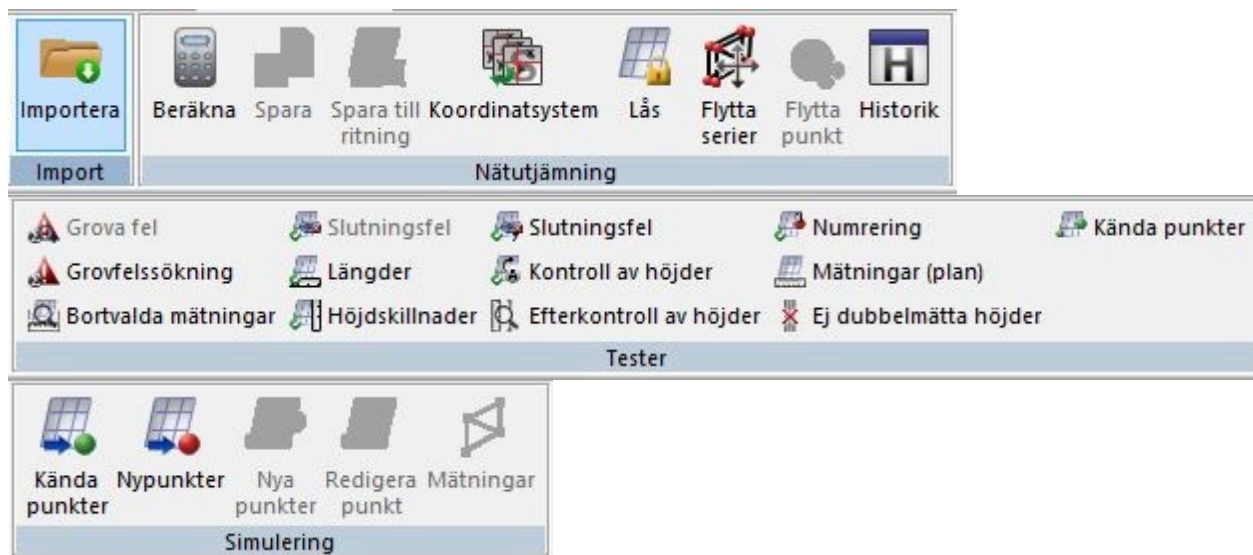 Importera
Beräkna
Spara
Spara till
ritning
Koordinatsystem
Lås
Flytta
serier
Flytta
punkt
Historik
H
Import
Nätutjämning
Grova fel
Slutningsfel
Slutningsfel
Numrering
Kända punkter
Grovfelssökning
Längder
Kontroll av höjder
Mätningar (plan)
Bortvalda mätningar
Höjdskillnader
Efterkontroll av höjder
Ej dubbelmätta höjder
Tester
Kända
punkter
Nypunkter
Nya
punkter
Redigera
punkt
Mätningar
Simulering